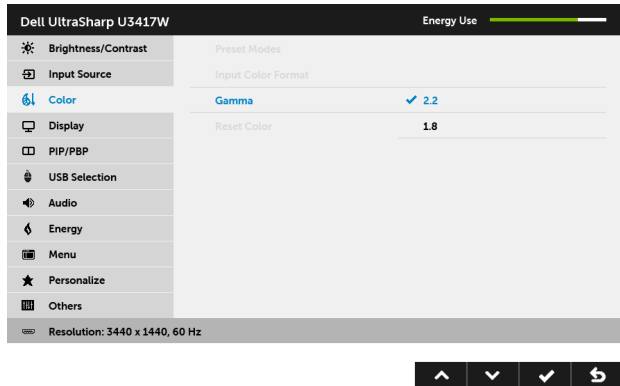 Dell UltraSharp U3417W Energy Use
Brightness/Contrast Preset Modes
Input Source Input Color Format
Color Gamma 2.2
Display Reset Color 1.8
PIP/PBP
USB Selection
Audio
Energy
Menu
Personalize
Others
Resolution: 3440 x 1440, 60 Hz